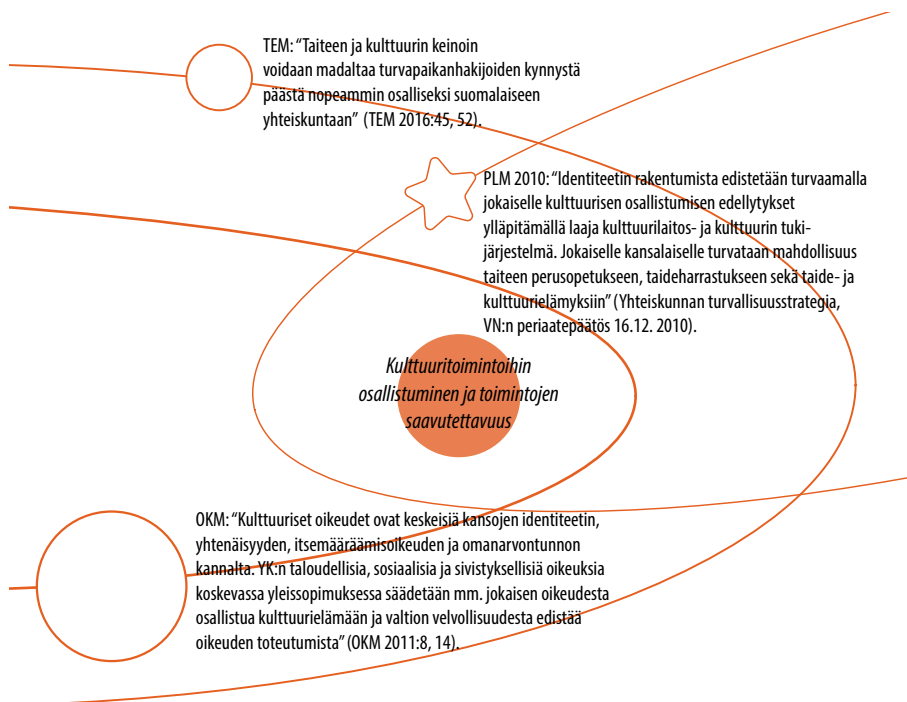 TEM: “Taiteen ja kulttuurin keinoin
voidaan madaltaa turvapaikanhakijoiden kynnystä
päästä nopeammin osalliseksi suomalaiseen
yhteiskuntaan” (TEM 2016:45, 52).
PLM 2010: “Identiteetin rakentumista edistetään turvaamalla
jokaiselle kulttuurisen osallistumisen edellytykset
ylläpitämällä laaja kulttuurilaitos- ja kulttuurin tuki-
järjestelmä. Jokaiselle kansalaiselle turvataan mahdollisuus
taiteen perusopetukseen, taideharrastukseen sekä taide- ja
kulttuurielämyksiin” (Yhteiskunnan turvallisuusstrategia,
VN:n periaatepäätös 16.12. 2010).
Kulttuuritoimintoihin
osallistuminen ja toimintojen
saavutettavuus
OKM: “Kulttuuriset oikeudet ovat keskeisiä kansojen identiteetin,
yhtenäisyyden, itsemääräämisoikeuden ja omanarvontunnon
kannalta. YK:n taloudellisia, sosiaalisia ja sivistyksellisiä oikeuksia
koskevassa yleissopimuksessa säädetään mm. jokaisen oikeudesta
osallistua kulttuurielämään ja valtion velvollisuudesta edistää
oikeuden toteutumista” (OKM 2011:8, 14).